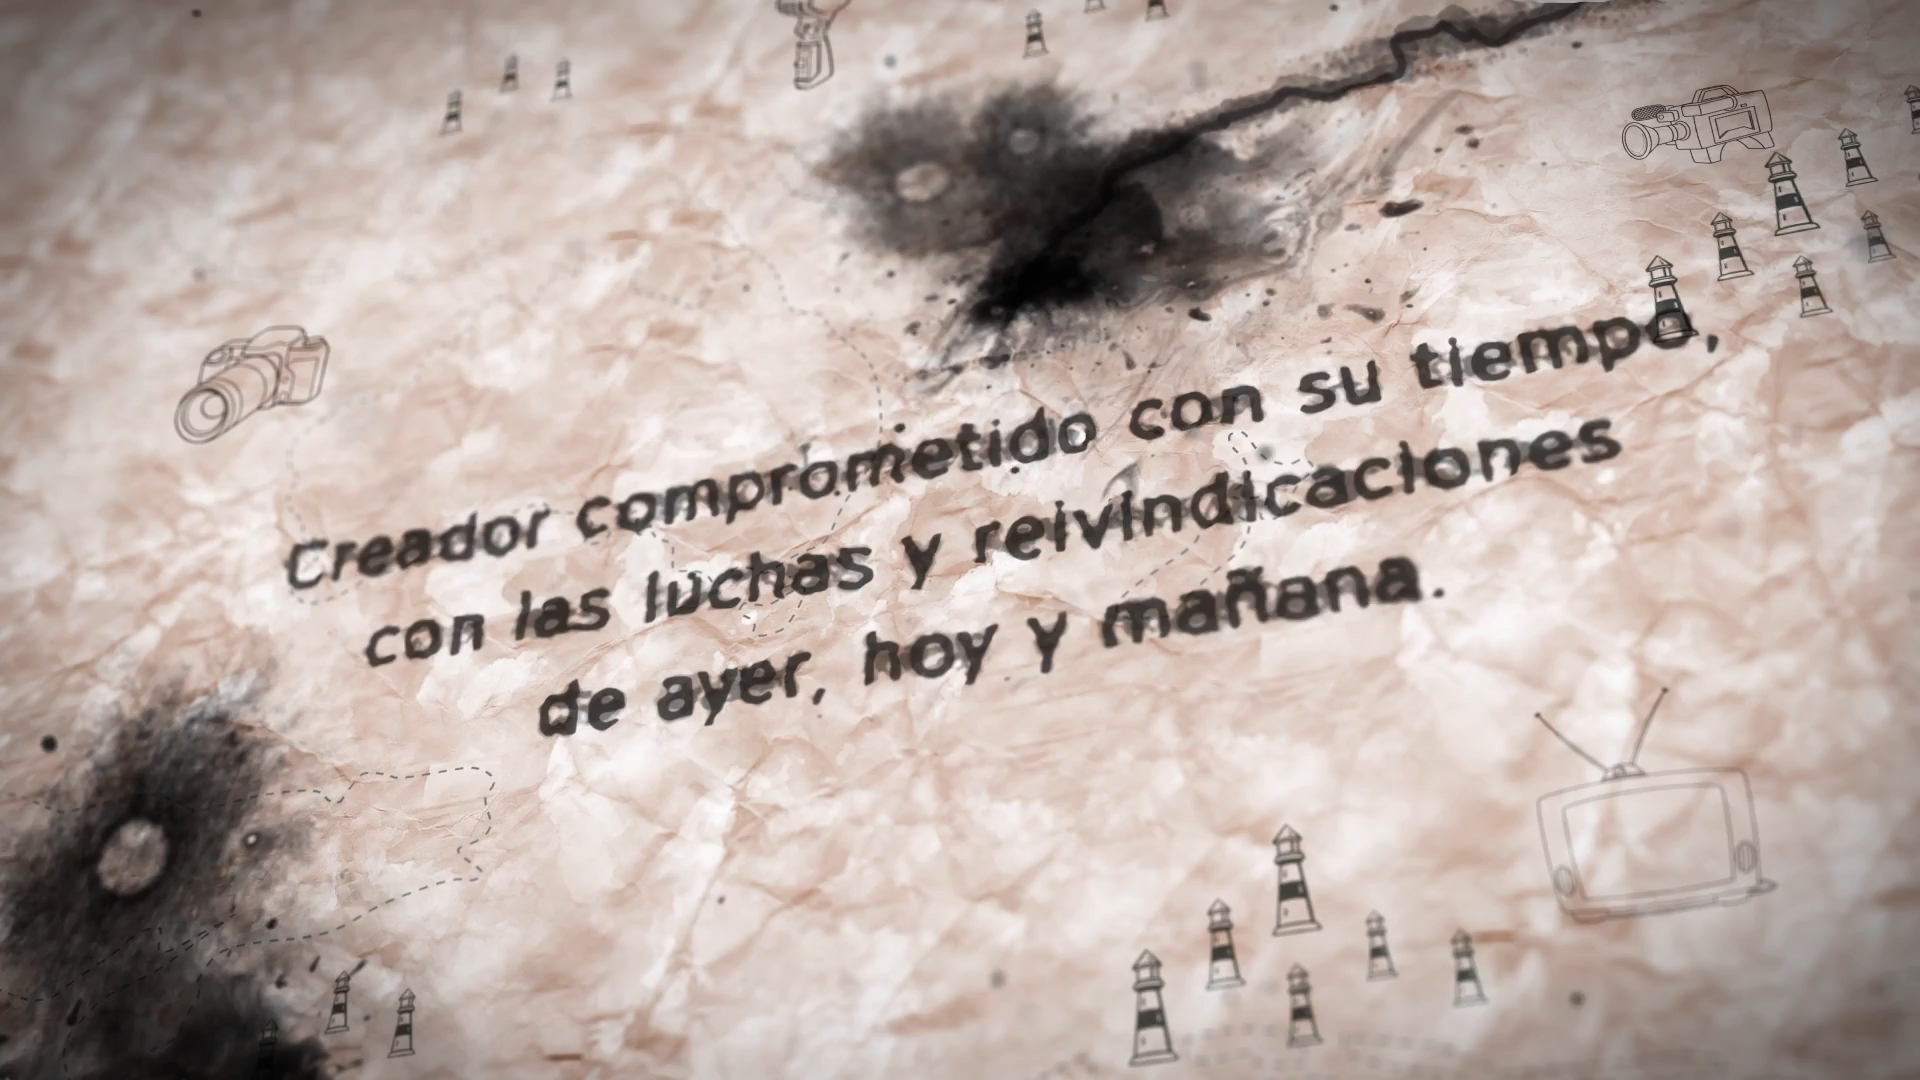 Creador comprometido con su tiempo,
con las luchas y reivindicaciones
de ayer, hoy y mañana.